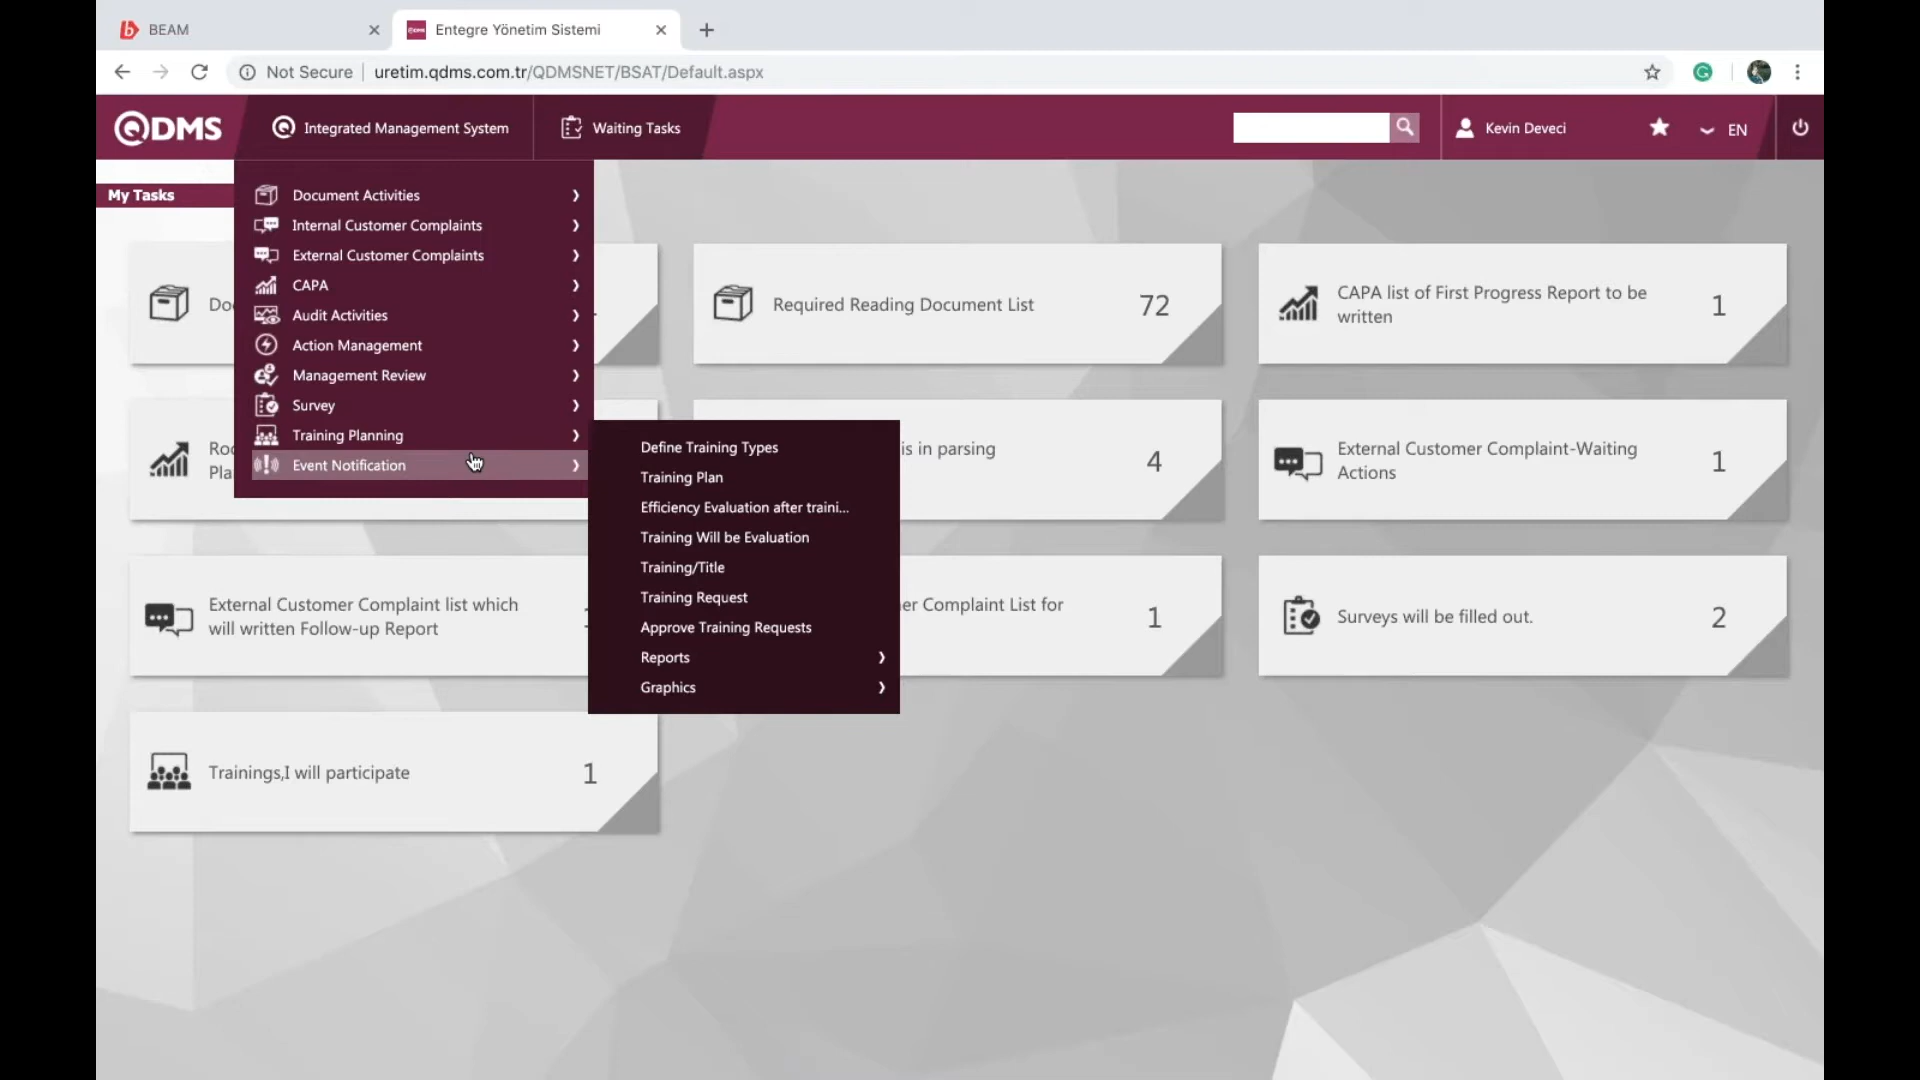 BEAM
Entegre Yönetim Sistemi
Not Secure
uretim.qdms.com.tr/QDMSNET/BSAT/Default.aspx
QDMS
Integrated Management System
Waiting Tasks
Kevin Deveci
EN
My Tasks
Document Activities
Internal Customer Complaints
External Customer Complaints
CAPA
Audit Activities
Action Management
Management Review
Survey
Training Planning
Event Notification
Define Training Types
Training Plan
Efficiency Evaluation after traini...
Training Will be Evaluation
Training/Title
Training Request
Approve Training Requests
Reports
Graphics
Required Reading Document List
72
CAPA list of First Progress Report to be
written
1
is in parsing
4
External Customer Complaint-Waiting
Actions
1
External Customer Complaint list which
will written Follow-up Report
Complaint List for
1
Surveys will be filled out.
2
Trainings,I will participate
1